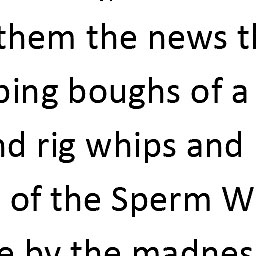 them the news th
ping boughs of a
nd rig whips and
of the Sperm W
e by the madnes